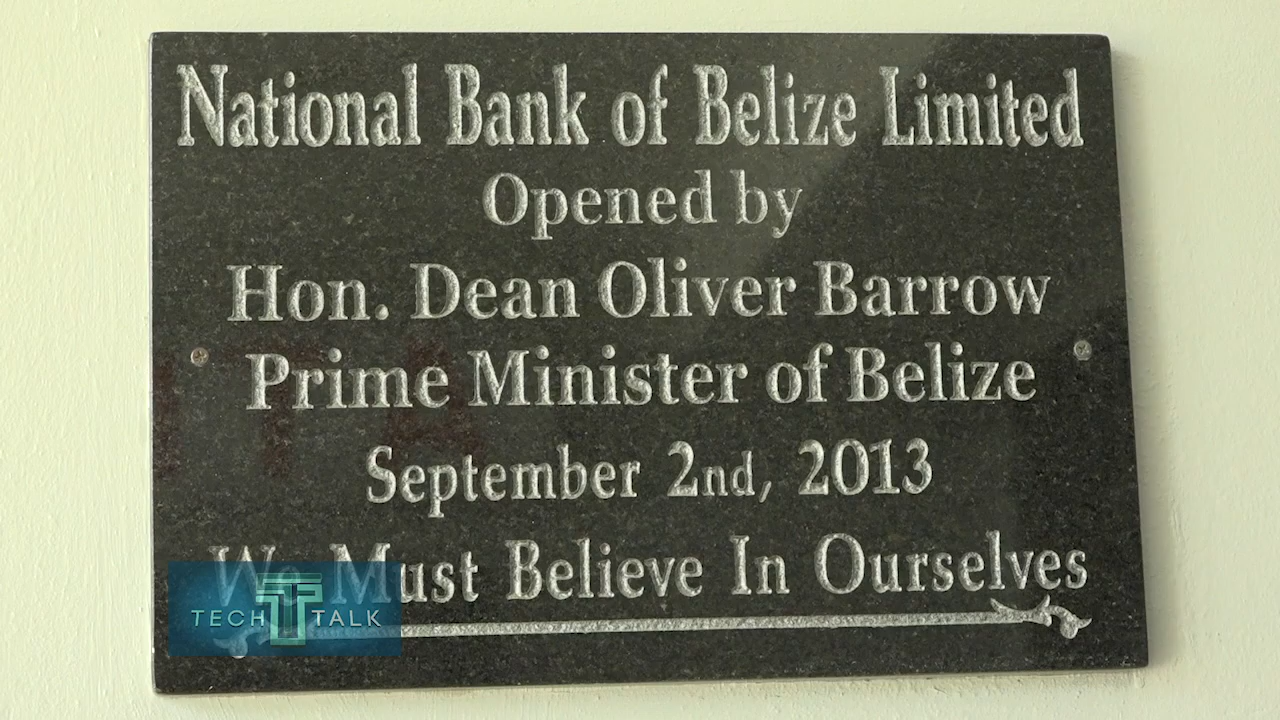 National Bank of Belize Limited
Opened by
Hon. Dean Oliver Barrow
Prime Minister of Belize
September 2nd, 2013
We Must Believe In Ourselves
TECH TALK